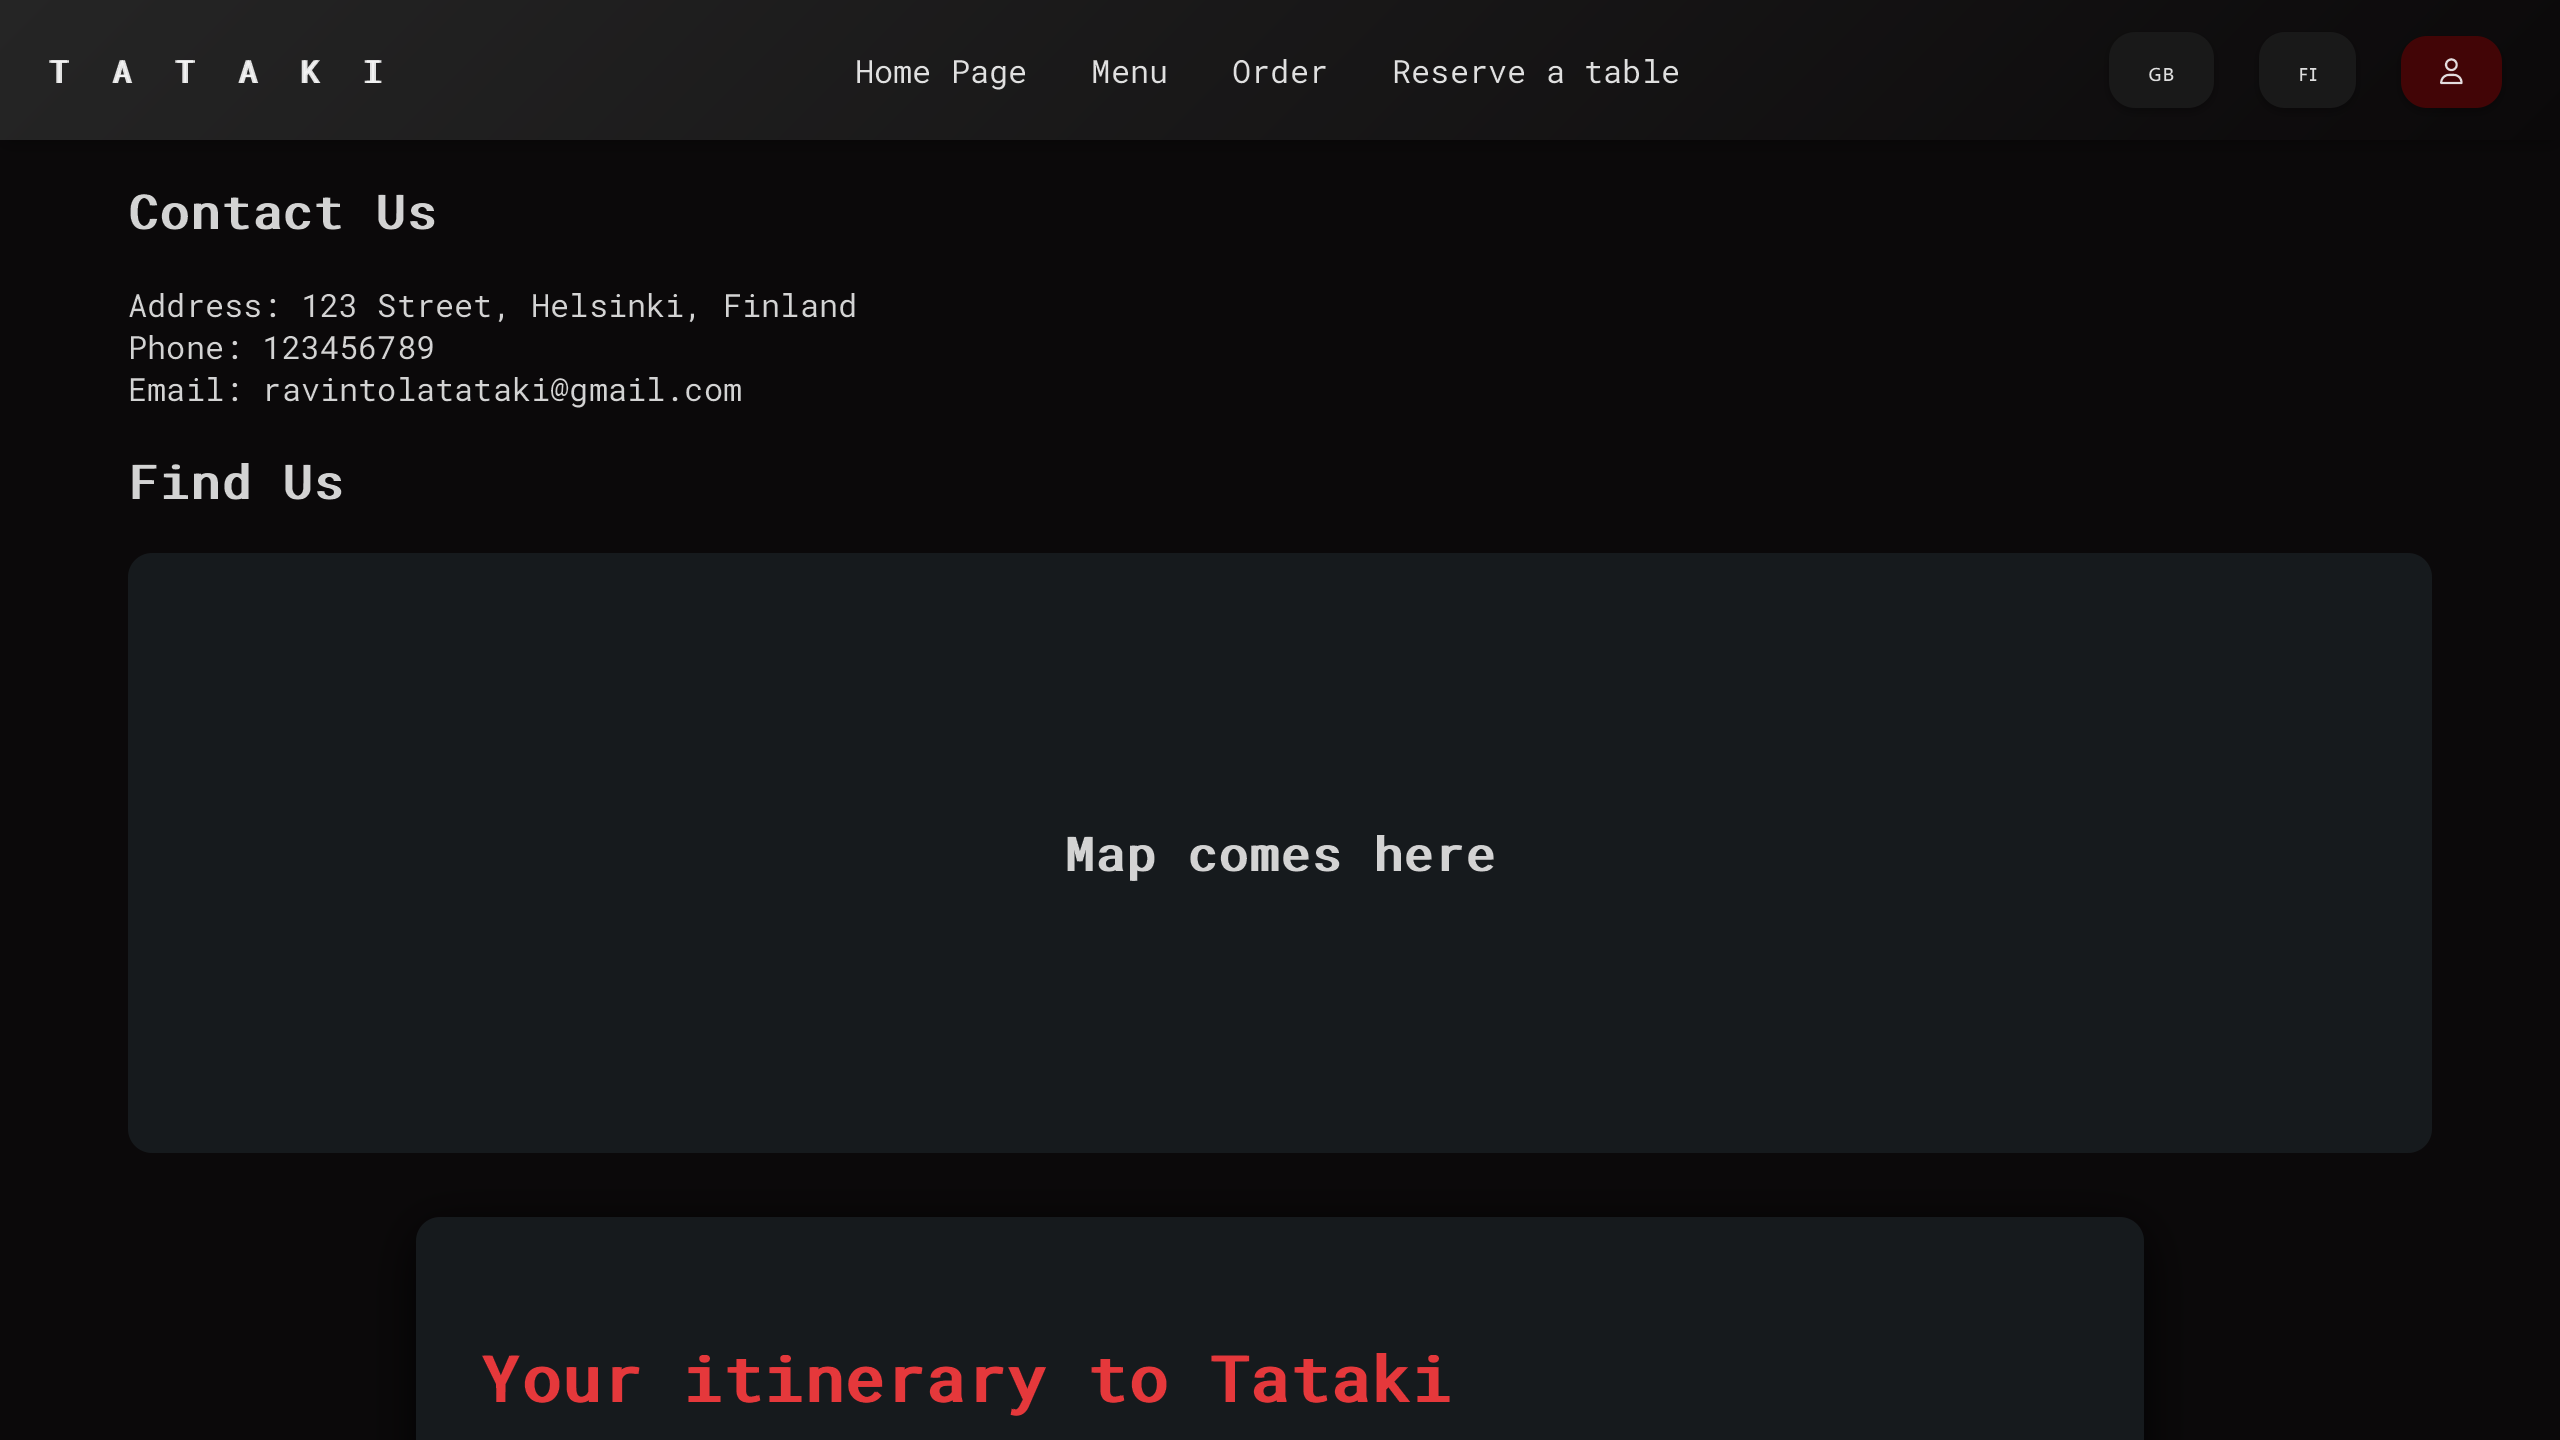 T A T A K I
Home Page
Menu
Order
Reserve a table
GB
FI
Contact Us
Address: 123 Street, Helsinki, Finland
Phone: 123456789
Email: ravintolatataki@gmail.com
Find Us
Map comes here
Your itinerary to Tataki